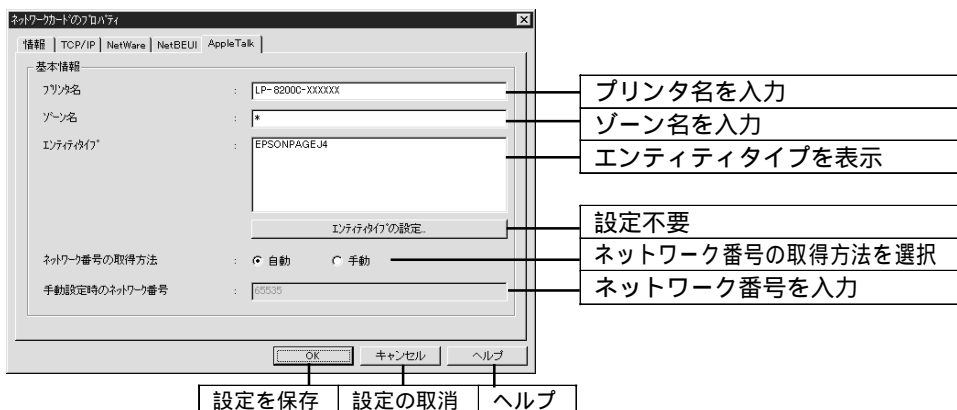 ﾈｯﾄﾜｰｸｶｰﾄﾞのﾌﾟﾛﾊﾟﾃｨ
情報 TCP/IP NetWare NetBEUI AppleTalk
基本情報
ﾌﾟﾘﾝﾀ名 : LP-8200C-XXXXXX プリンタ名を入力
ｿﾞｰﾝ名 : * ゾーン名を入力
ｴﾝﾃｨﾃｨﾀｲﾌﾟ : EPSONPAGEJ4 エンティティタイプを表示
ｴﾝﾃｨﾃｨﾀｲﾌﾟの設定... 設定不要
ﾈｯﾄﾜｰｸ番号の取得方法 : 自動 手動 ネットワーク番号の取得方法を選択
手動設定時のﾈｯﾄﾜｰｸ番号 : 65535 ネットワーク番号を入力
OK キャンセル ヘルプ
設定を保存 設定の取消 ヘルプ